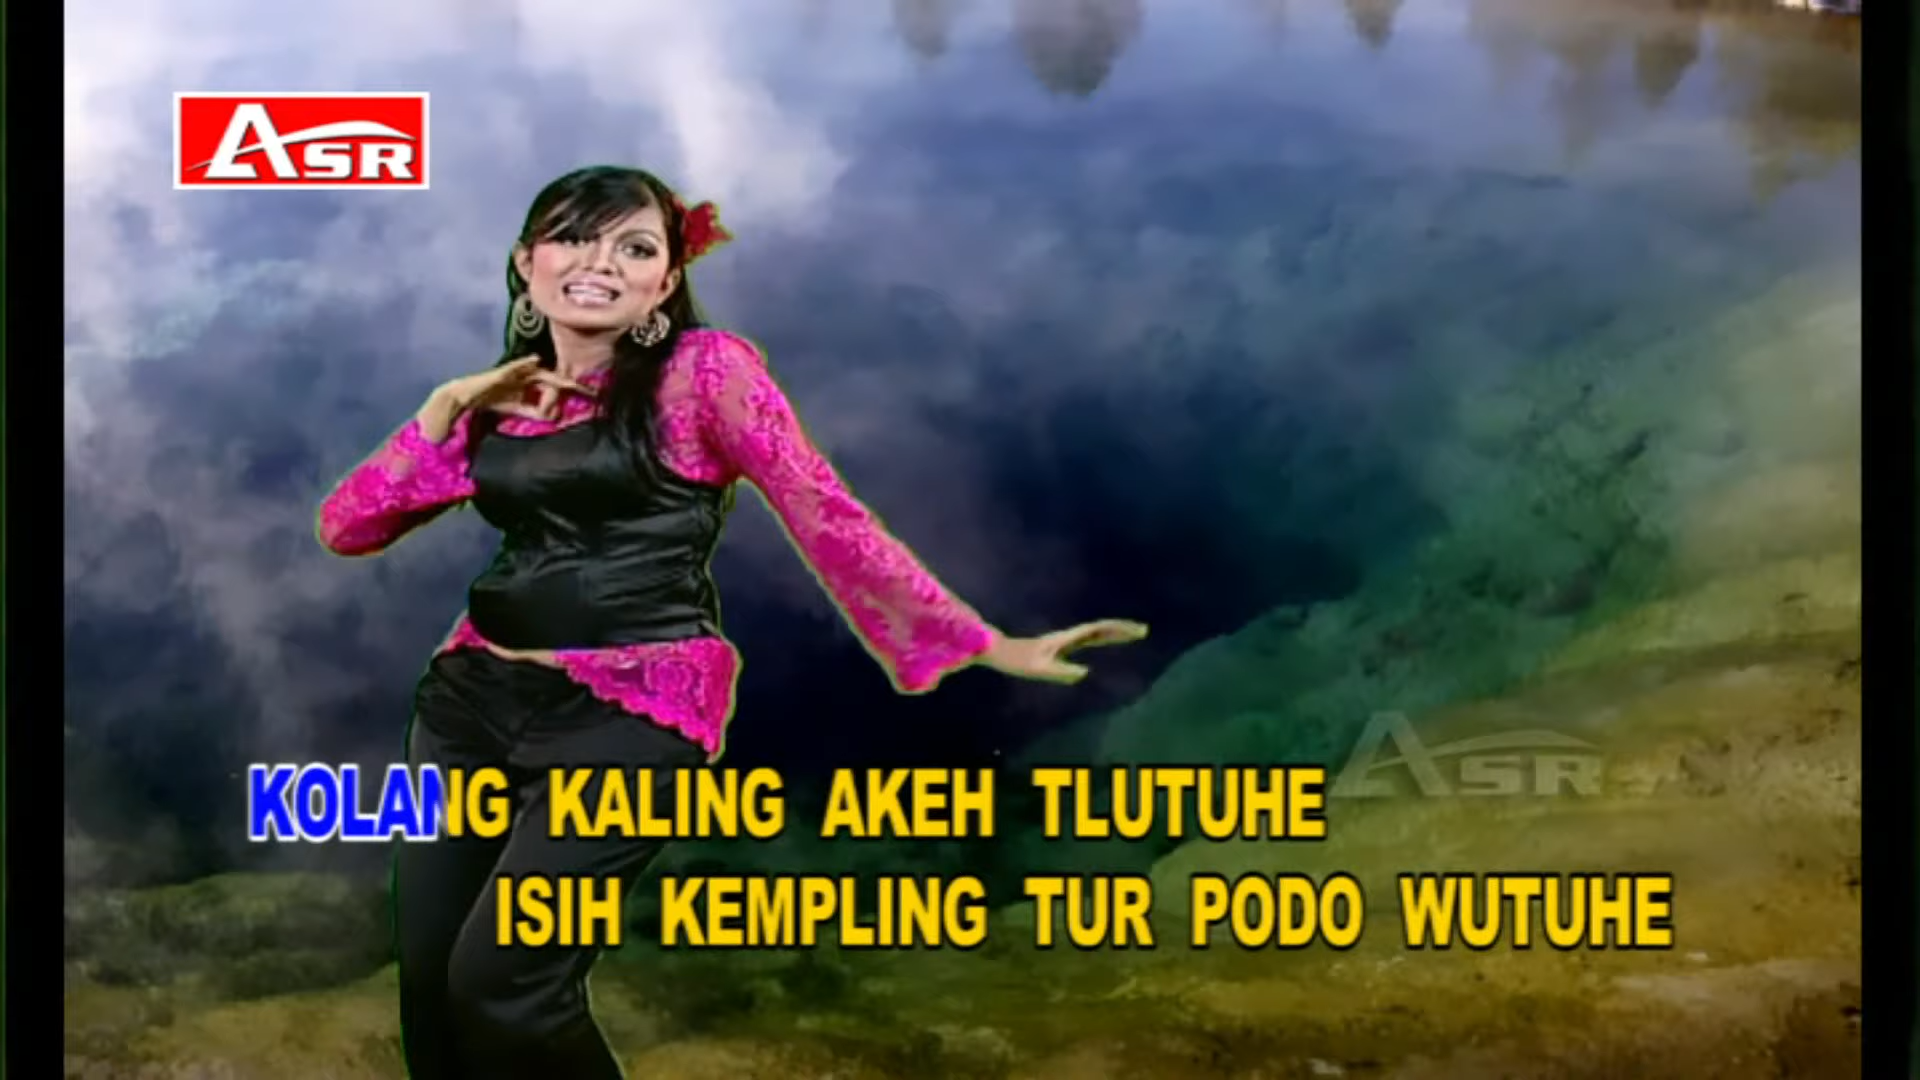 ASR
KOLANG KALING AKEH TLUTUHE
ASR
ISIH KEMPLING TUR PODO WUTUHE